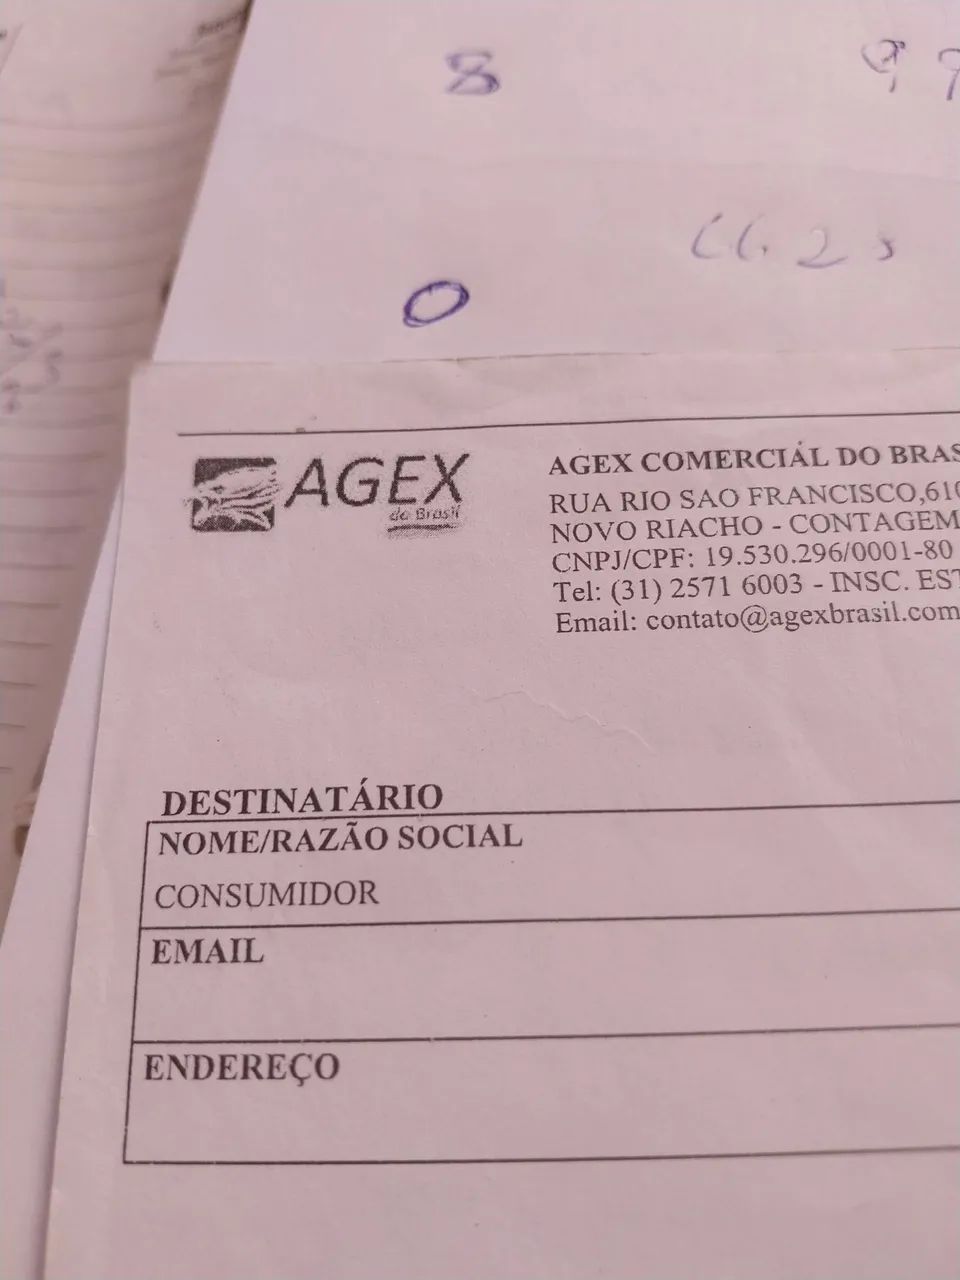 8
0
AGEX
do Brasil
AGEX COMERCIÁL DO BRAS
RUA RIO SAO FRANCISCO,610
NOVO RIACHO - CONTAGEM
CNPJ/CPF: 19.530.296/0001-80
Tel: (31) 2571 6003 - INSC. EST
Email: contato@agexbrasil.com
DESTINATÁRIO
NOME/RAZÃO SOCIAL
CONSUMIDOR
EMAIL
ENDEREÇO